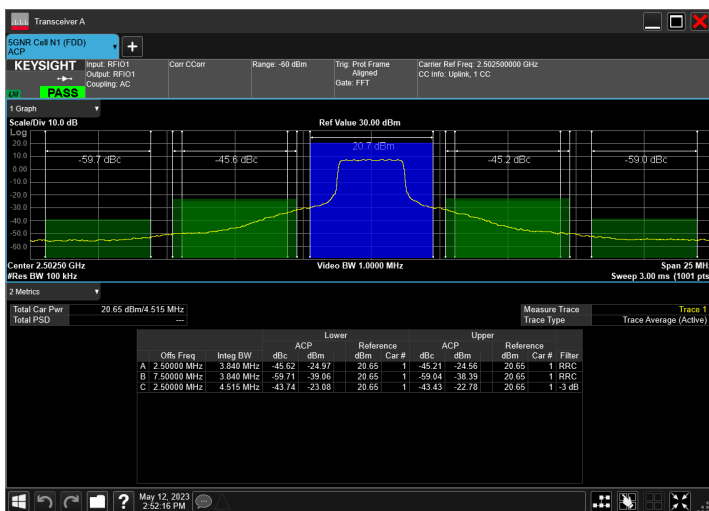 Transceiver A
5GNR Cell N1 (FDD)
ACP
KEYSIGHT
LXI
PASS
Input: RFIO1
Output: RFIO1
Coupling: AC
Corr CCorr
Range: -60 dBm
Trig: Prot Frame
Aligned
Gate: FFT
Carrier Ref Freq: 2.502500000 GHz
CC Info: Uplink, 1 CC
1 Graph
Scale/Div 10.0 dB
Ref Value 30.00 dBm
Log
20.0
10.0
0.00
-10.0
-20.0
-30.0
-40.0
-50.0
-60.0
-59.7 dBc
-45.6 dBc
20.7 dBm
-45.2 dBc
-59.0 dBc
Center 2.50250 GHz
#Res BW 100 kHz
Video BW 1.0000 MHz
Span 25 MH
Sweep 3.00 ms (1001 pts
2 Metrics
Total Car Pwr 20.65 dBm/4.515 MHz
Total PSD ---
Measure Trace Trace 1
Trace Type Trace Average (Active)
Lower Upper
ACP Reference ACP Reference
Offs Freq Integ BW dBc dBm dBm Car # dBc dBm dBm Car # Filter
A 2.50000 MHz 3.840 MHz -45.62 -24.97 20.65 1 -45.21 -24.56 20.65 1 RRC
B 7.50000 MHz 3.840 MHz -59.71 -39.06 20.65 1 -59.04 -38.39 20.65 1 RRC
C 2.50000 MHz 4.515 MHz -43.74 -23.08 20.65 1 -43.43 -22.78 20.65 1 -3 dB
?
May 12, 2023
2:52:16 PM